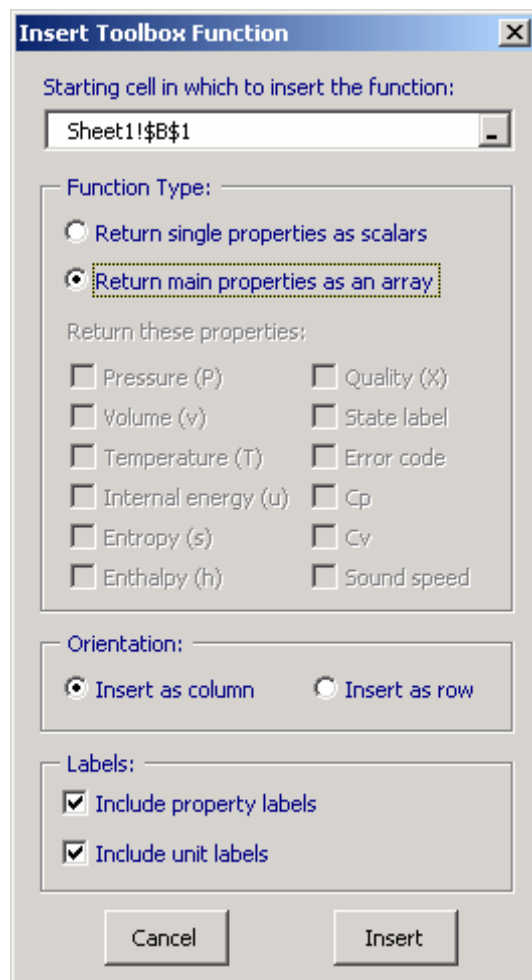 Insert Toolbox Function
Starting cell in which to insert the function:
Sheet1!$B$1
Function Type:
Return single properties as scalars
Return main properties as an array
Return these properties:
Pressure (P) Quality (X)
Volume (v) State label
Temperature (T) Error code
Internal energy (u) Cp
Entropy (s) Cv
Enthalpy (h) Sound speed
Orientation:
Insert as column Insert as row
Labels:
Include property labels
Include unit labels
Cancel Insert